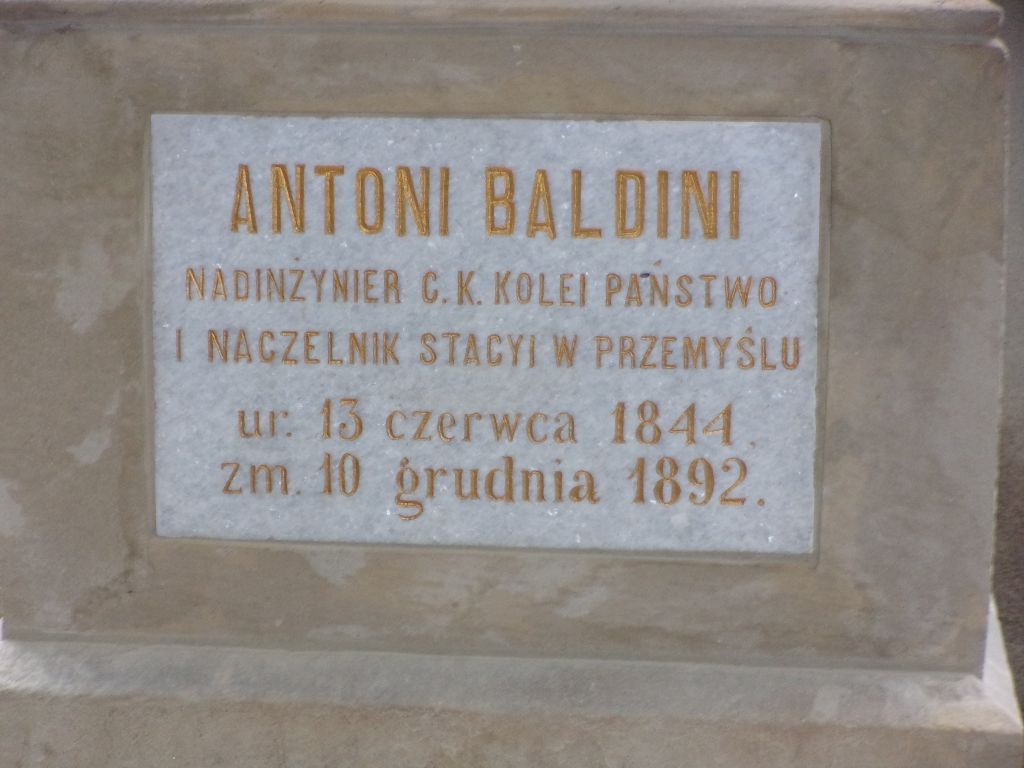 ANTONI BALDINI
NADINŻYNIER C. K. KOLEI PAŃSTWO
I NACZELNIK STACYI W PRZEMYŚLU
ur. 13 czerwca 1844.
zm. 10 grudnia 1892.